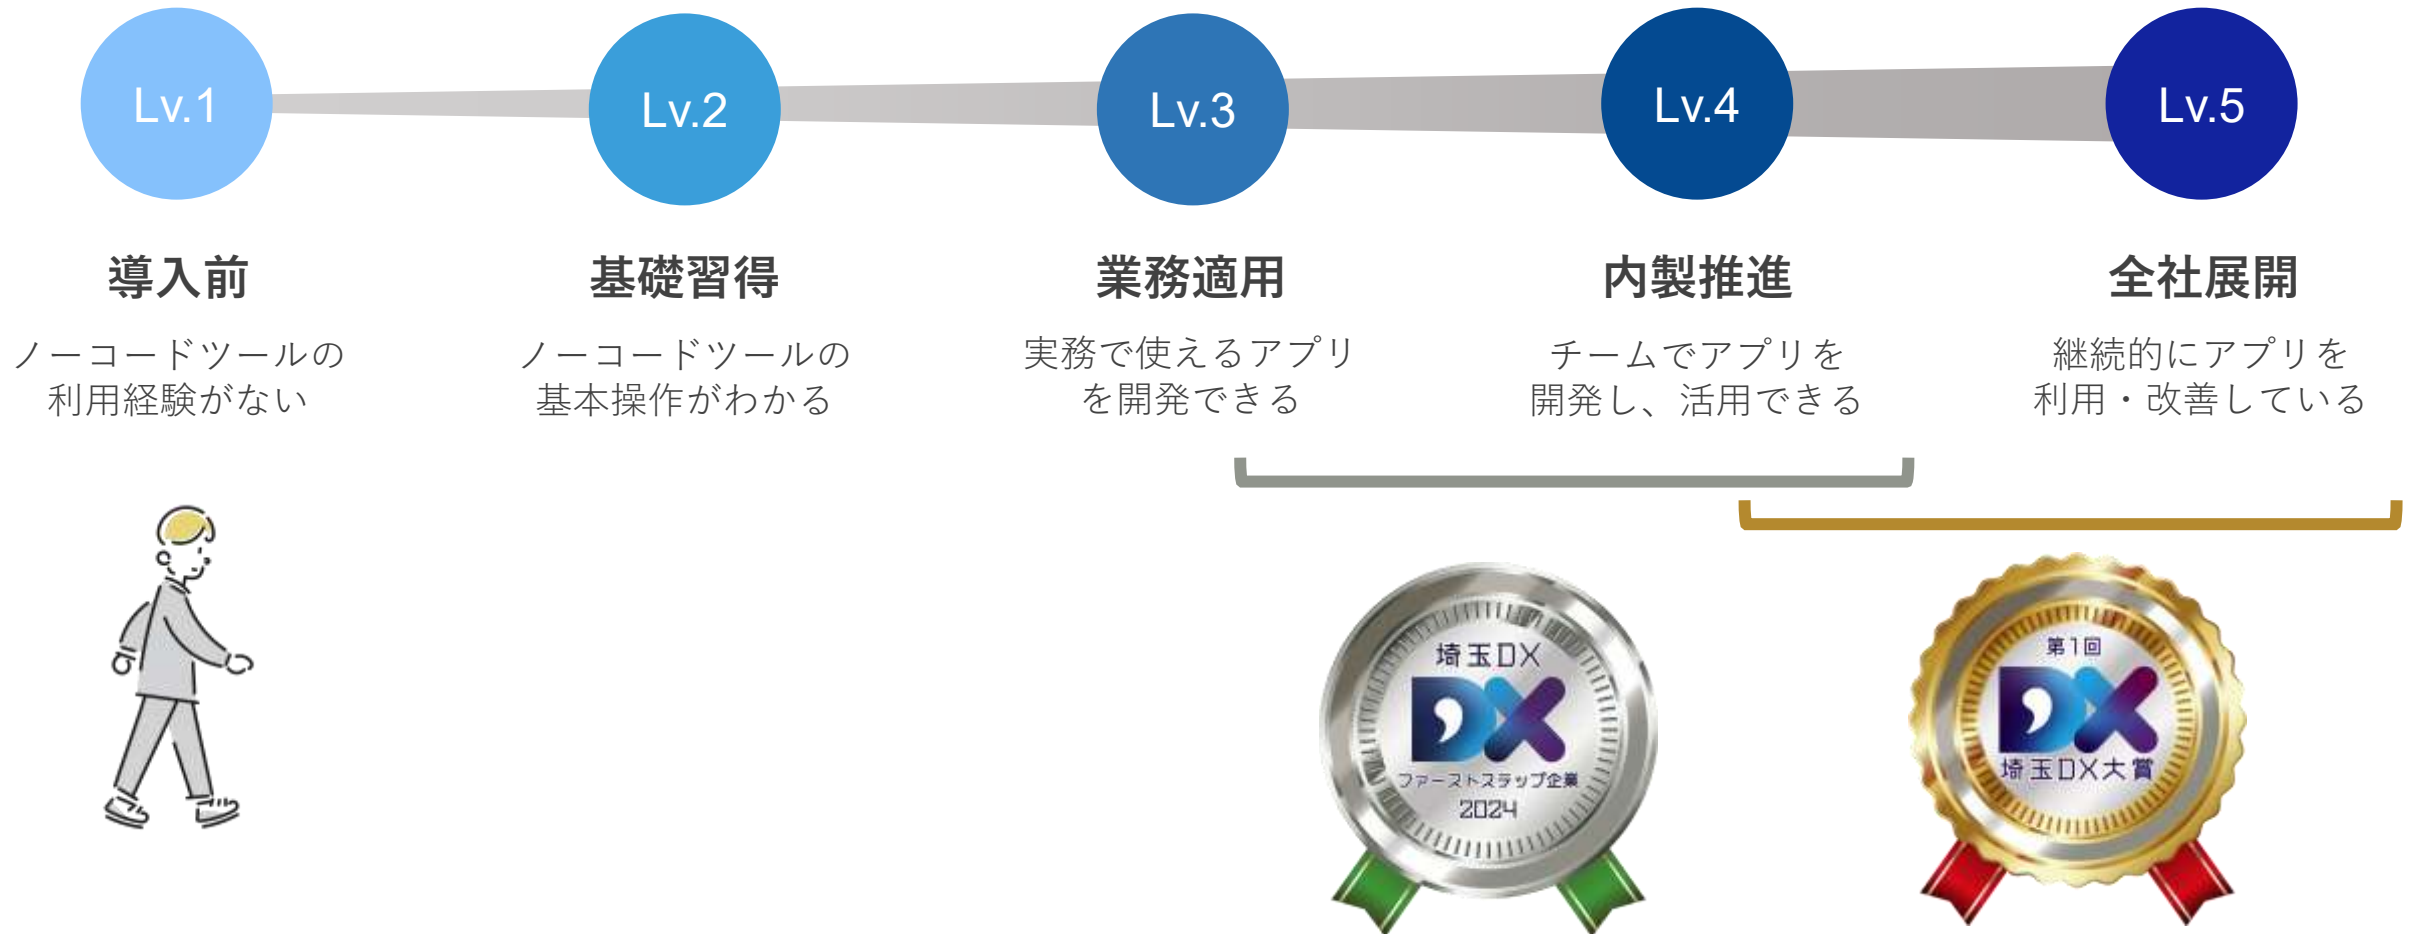 Lv.1
Lv.2
Lv.3
Lv.4
Lv.5
導入前
ノーコードツールの
利用経験がない
基礎習得
ノーコードツールの
基本操作がわかる
業務適用
実務で使えるアプリ
を開発できる
内製推進
チームでアプリを
開発し、活用できる
全社展開
継続的にアプリを
利用・改善している
埼玉DX
DX
ファーストステップ企業
2024
第1回
DX
埼玉DX大賞